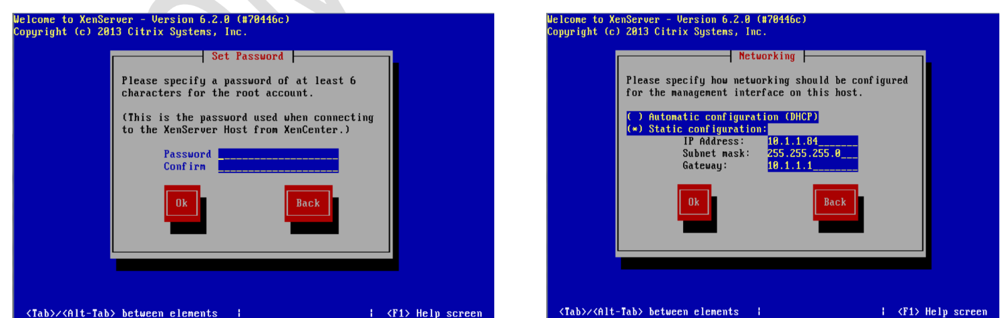 Welcome to XenServer - Version 6.2.0 (#70446c)
Copyright (c) 2013 Citrix Systems, Inc.
Set Password
Please specify a password of at least 6
characters for the root account.
(This is the password used when connecting
to the XenServer Host from XenCenter.)
Password
Confirm
Ok Back
<Tab>/<Alt-Tab> between elements | | <F1> Help screen
Welcome to XenServer - Version 6.2.0 (#70446c)
Copyright (c) 2013 Citrix Systems, Inc.
Networking
Please specify how networking should be configured
for the management interface on this host.
( ) Automatic configuration (DHCP)
(*) Static configuration:
IP Address: 10.1.1.84_______
Subnet mask: 255.255.255.0___
Gateway: 10.1.1.1________
Ok Back
<Tab>/<Alt-Tab> between elements | | <F1> Help screen